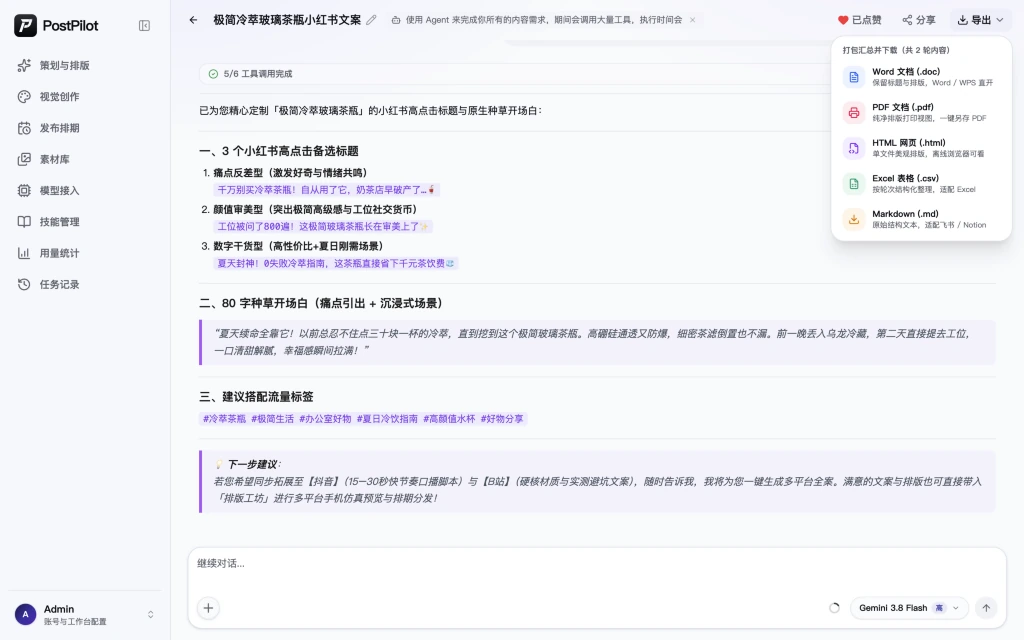 PostPilot
策划与排版
视觉创作
发布排期
素材库
模型接入
技能管理
用量统计
任务记录
Admin
账号与工作台配置
极简冷萃玻璃茶瓶小红书文案
使用 Agent 来完成你所有的内容需求，期间会调用大量工具，执行时间会
已点赞
分享
导出
打包汇总并下载（共 2 轮内容）
Word 文档 (.doc)
保留标题与排版，Word / WPS 直开
PDF 文档 (.pdf)
纯净排版打印视图，一键另存 PDF
HTML 网页 (.html)
单文件美观排版，离线浏览器可看
Excel 表格 (.csv)
按轮次结构化整理，适配 Excel
Markdown (.md)
原始结构文本，适配飞书 / Notion
5/6 工具调用完成
已为您精心定制「极简冷萃玻璃茶瓶」的小红书高点击标题与原生种草开场白：
一、3 个小红书高点击备选标题
1. 痛点反差型（激发好奇与情绪共鸣）
千万别买冷萃茶瓶！自从用了它，奶茶店早破产了…🍹
2. 颜值审美型（突出极简高级感与工位社交货币）
工位被问了800遍！这极简玻璃瓶长在审美上了✨
3. 数字干货型（高性价比+夏日刚需场景）
夏天封神！0失败冷萃指南，这茶瓶直接省下千元茶饮费🧊
二、80 字种草开场白（痛点引出 + 沉浸式场景）
“夏天续命全靠它！以前总忍不住点三十块一杯的冷萃，直到挖到这个极简玻璃茶瓶。高硼硅通透又防爆，细密茶滤倒置也不漏。前一晚丢入乌龙冷藏，第二天直接提去工位，
一口清甜解腻，幸福感瞬间拉满！”
三、建议搭配流量标签
#冷萃茶瓶 #极简生活 #办公室好物 #夏日冷饮指南 #高颜值水杯 #好物分享
💡 下一步建议：
若您希望同步拓展至【抖音】（15—30秒快节奏口播脚本）与【B站】（硬核材质与实测避坑文案），随时告诉我，我将为您一键生成多平台全案。满意的文案与排版也可直接带入
「排版工坊」进行多平台手机仿真预览与排期分发！
继续对话...
Gemini 3.8 Flash 高